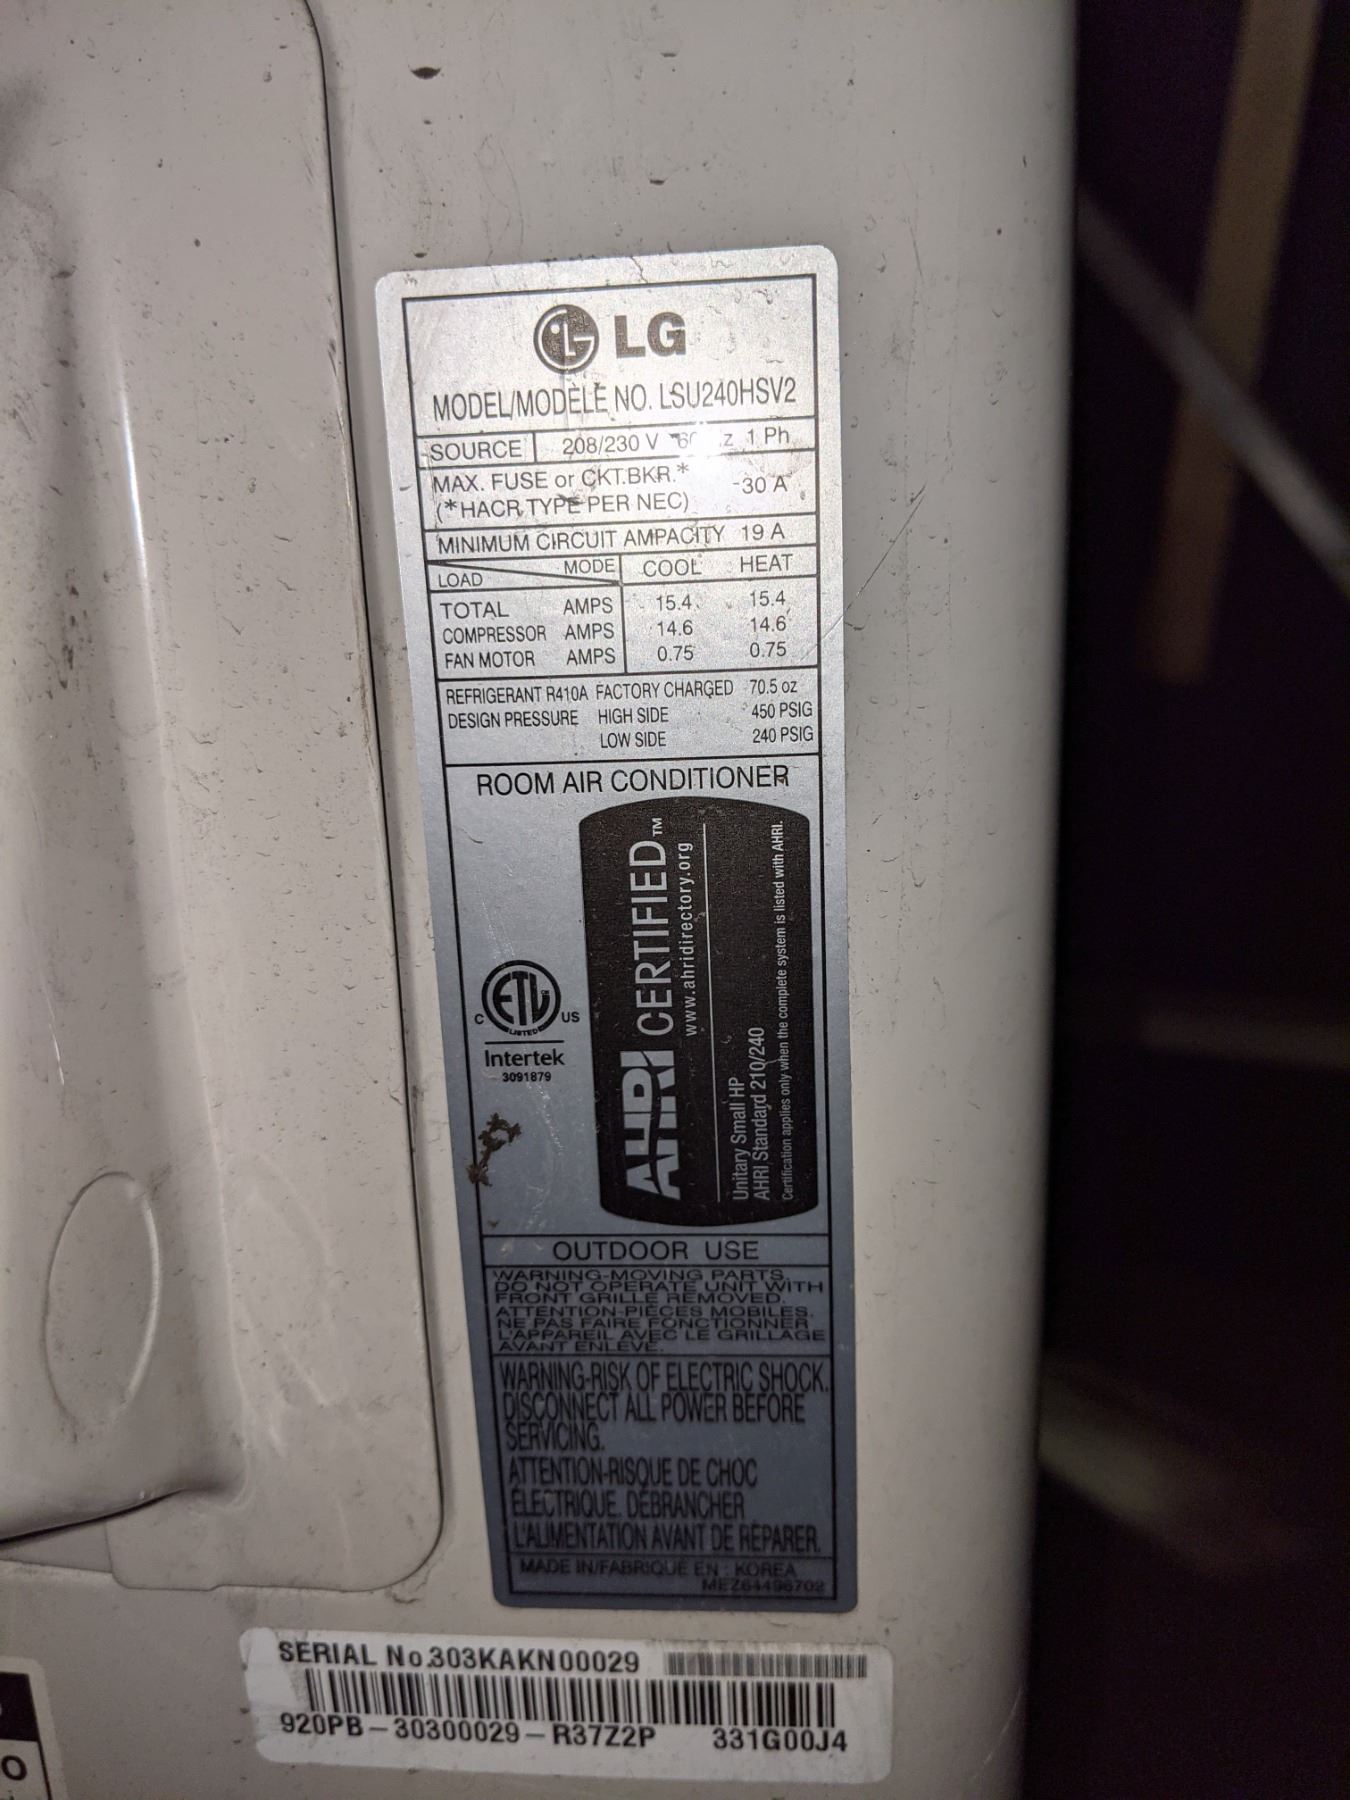 LG
MODEL/MODÈLE NO. LSU240HSV2
SOURCE 208/230 V 1 Ph
MAX. FUSE or CKT.BKR.* 30 A
(*HACR TYPE PER NEC)
MINIMUM CIRCUIT AMPACITY 19 A
LOAD MODE COOL HEAT
TOTAL AMPS 15.4 15.4
COMPRESSOR AMPS 14.6 14.6
FAN MOTOR AMPS 0.75 0.75
REFRIGERANT R410A FACTORY CHARGED 70.5 oz
DESIGN PRESSURE HIGH SIDE 450 PSIG
LOW SIDE 240 PSIG
ROOM AIR CONDITIONER
AHRI CERTIFIED™
www.ahridirectory.org
Unitary Small HP
AHRI Standard 210/240
Certification applies only when the complete system is listed with AHRI.
C ETL US
LISTED
Intertek
3091879
OUTDOOR USE
WARNING-MOVING PARTS.
DO NOT OPERATE UNIT WITH
FRONT GRILLE REMOVED.
ATTENTION-PIÈCES MOBILES.
NE PAS FAIRE FONCTIONNER
L'APPAREIL AVEC LE GRILLAGE
AVANT ENLEVÉ.
WARNING-RISK OF ELECTRIC SHOCK.
DISCONNECT ALL POWER BEFORE
SERVICING.
ATTENTION-RISQUE DE CHOC
ÉLECTRIQUE. DÉBRANCHER
L'ALIMENTATION AVANT DE RÉPARER.
MADE IN/FABRIQUÉ EN : KOREA
MEZ64496702
SERIAL No.303KAKN00029
920PB-30300029-R37Z2P 331G00J4
O